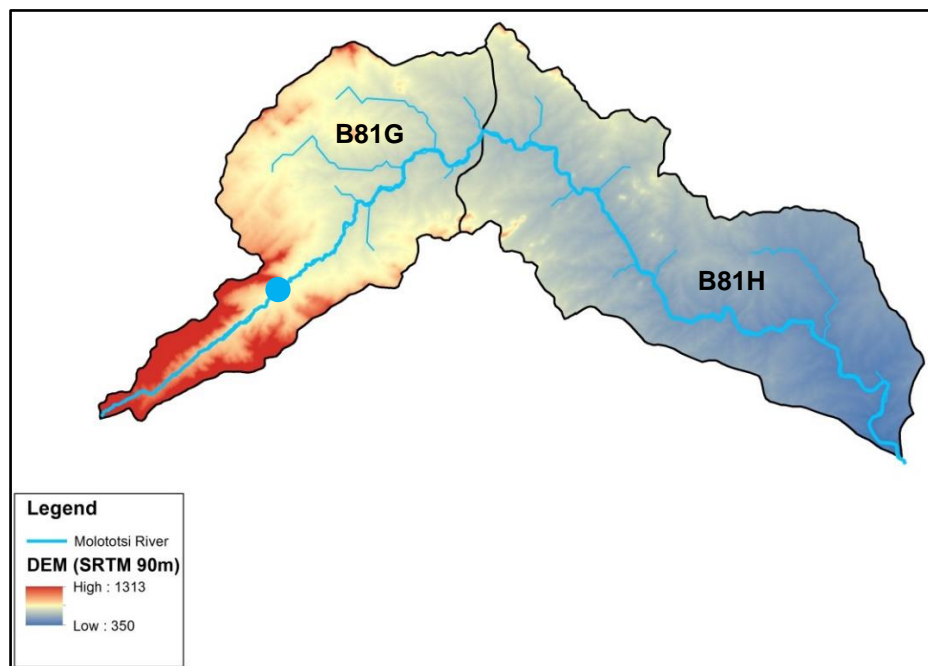 B81G
B81H
Legend
Molototsi River
DEM (SRTM 90m)
High : 1313
Low : 350